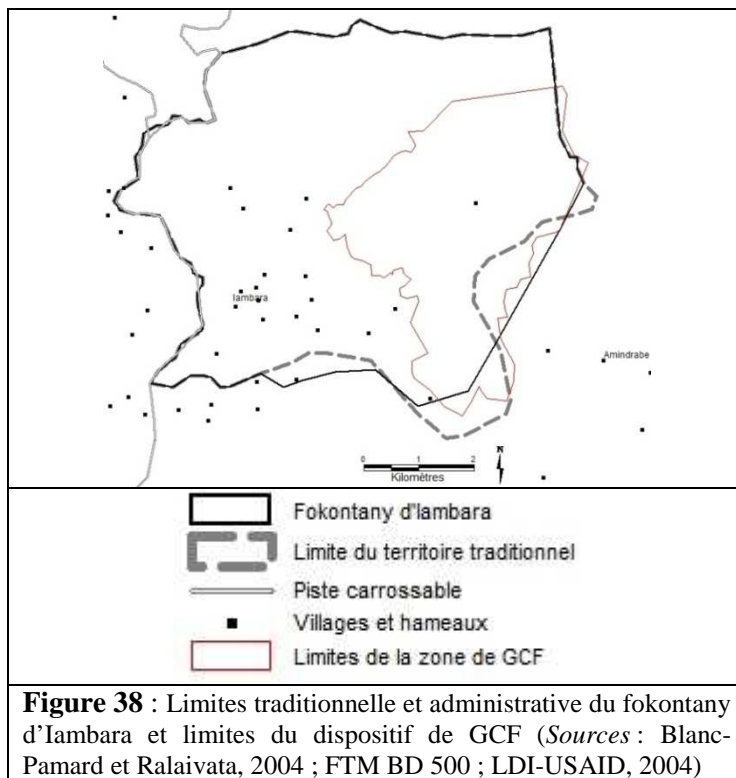 Iambara
Amindrabe
0 1 2
Kilomètres
N
Fokontany d'Iambara
Limite du territoire traditionnel
Piste carrossable
Villages et hameaux
Limites de la zone de GCF
Figure 38 : Limites traditionnelle et administrative du fokontany
d'Iambara et limites du dispositif de GCF (Sources : Blanc-
Pamard et Ralaivata, 2004 ; FTM BD 500 ; LDI-USAID, 2004)